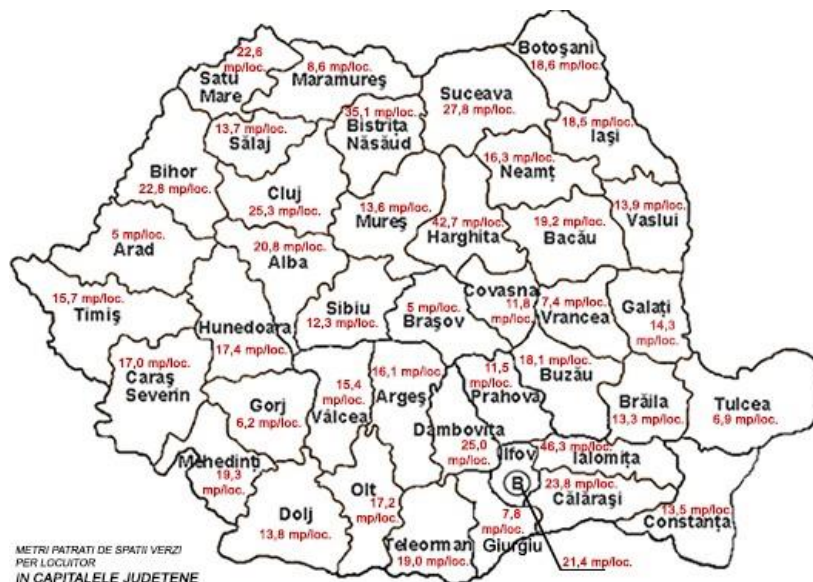 Botoşani
18,6 mp/loc.
22,6
mp/loc.
Satu
Mare
8,6 mp/loc.
Maramureş
Suceava
27,8 mp/loc.
35,1 mp/loc.
Bistriţa
Năsăud
13,7 mp/loc.
Sălaj
18,5 mp/loc.
Iaşi
16,3 mp/loc.
Neamţ
Bihor
22,8 mp/loc.
Cluj
25,3 mp/loc.
13,6 mp/loc.
Mureş
42,7 mp/loc.
Harghita
19,2 mp/loc.
Bacău
13,9 mp/loc.
Vaslui
5 mp/loc.
Arad
20,8 mp/loc.
Alba
15,7 mp/loc.
Timiş
Hunedoara
17,4 mp/loc.
Sibiu
12,3 mp/loc.
5 mp/loc.
Braşov
Covasna
11,8
mp/loc.
7,4 mp/loc.
Vrancea
Galaţi
14,3
mp/loc.
17,0 mp/loc.
Caraş
Severin
Gorj
6,2 mp/loc.
15,4
mp/loc.
Vâlcea
16,1 mp/loc.
Argeş
11,5
mp/loc.
Prahova
18,1 mp/loc.
Buzău
Brăila
13,3 mp/loc.
Tulcea
6,9 mp/loc.
Damboviţa
25,0
mp/loc.
Ilfov
46,3 mp/loc.
Ialomiţa
Mehedinţi
19,3
mp/loc.
Olt
17,2
mp/loc.
B
23,8 mp/loc.
Călăraşi
Dolj
13,8 mp/loc.
Teleorman
19,0 mp/loc.
7,6
mp/loc.
Giurgiu
13,5 mp/loc.
Constanţa
21,4 mp/loc.
METRI PATRATI DE SPATII VERZI
PER LOCUITOR
IN CAPITALELE JUDETENE